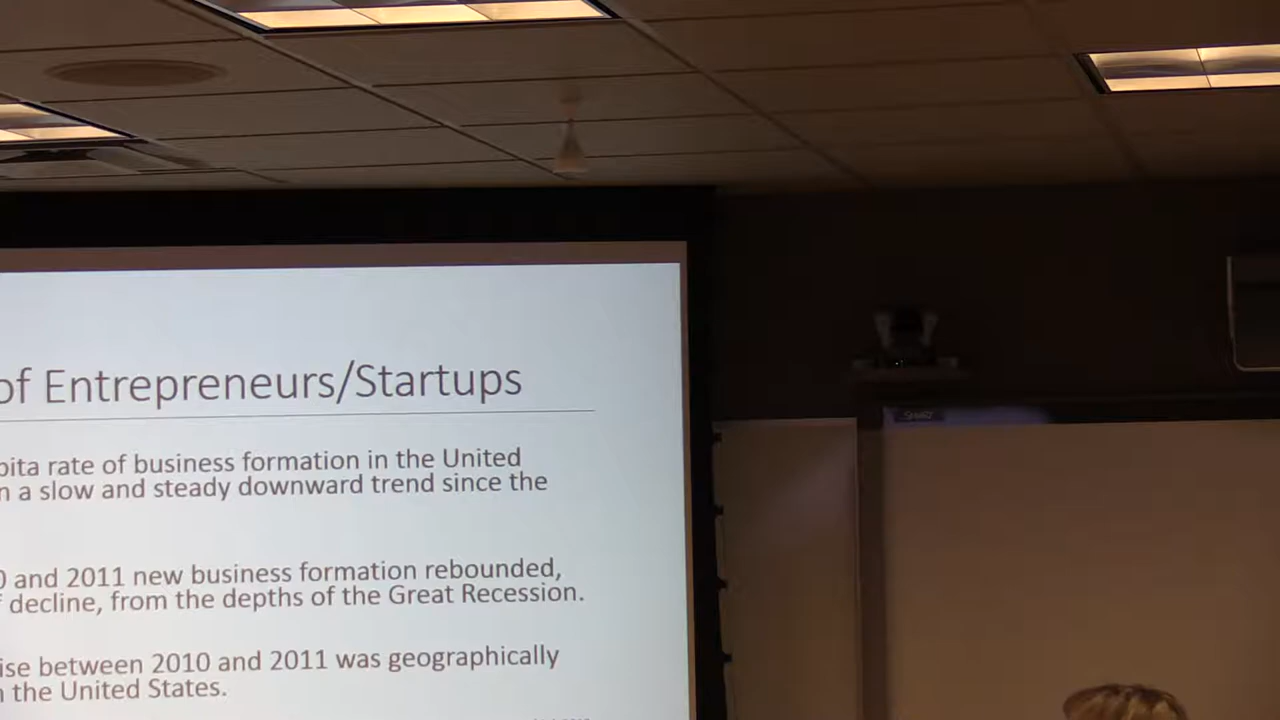 of Entrepreneurs/Startups
pita rate of business formation in the United
n a slow and steady downward trend since the
0 and 2011 new business formation rebounded,
f decline, from the depths of the Great Recession.
ise between 2010 and 2011 was geographically
n the United States.
SMART